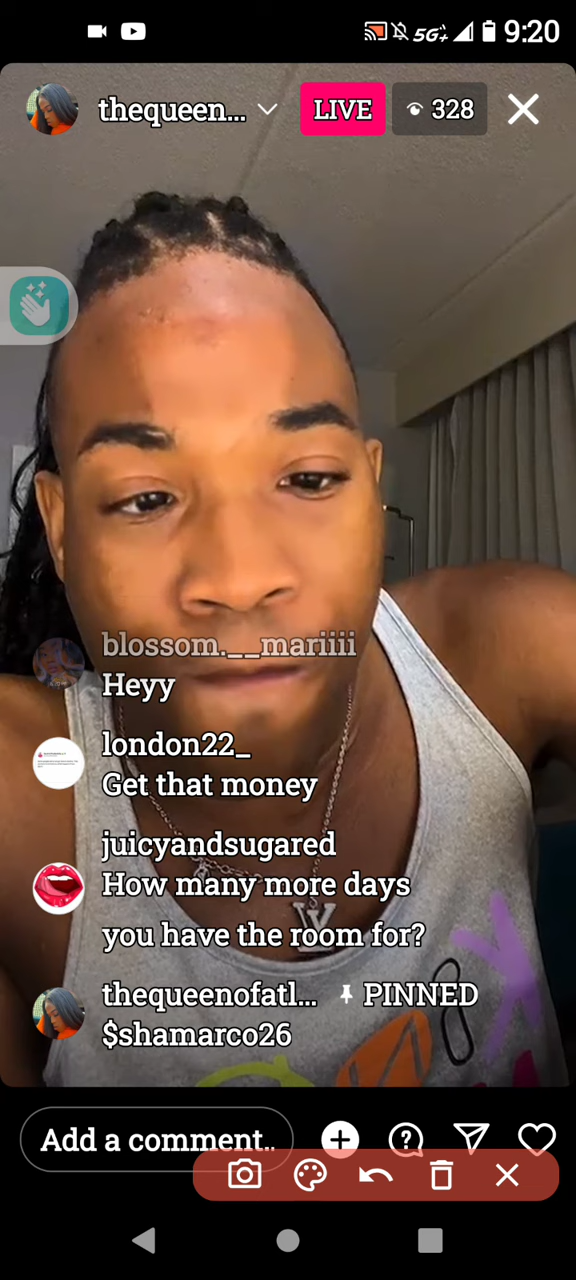 5G+ 9:20
thequeen... LIVE 328
blossom.__mariiii
Heyy
london22_
Get that money
juicyandsugared
How many more days
you have the room for?
thequeenofatl... PINNED
$shamarco26
Add a comment..